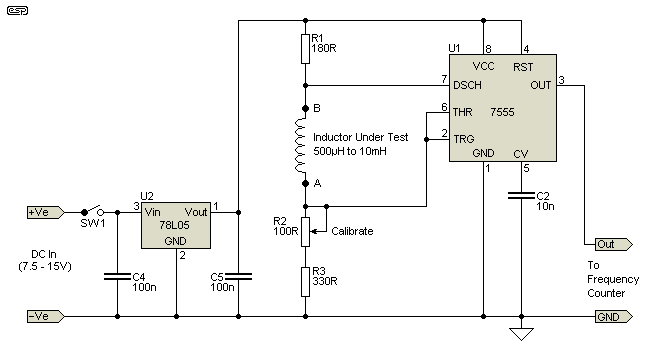 esp
R1
180R
U1
8
4
VCC
RST
7
DSCH
OUT
3
6
THR
7555
2
TRG
GND
CV
1
5
B
Inductor Under Test
500µH to 10mH
A
C2
10n
+Ve
SW1
U2
3
Vin
Vout
1
78L05
GND
2
R2
100R
Calibrate
DC In
(7.5 - 15V)
C4
100n
C5
100n
R3
330R
Out
To
Frequency
Counter
−Ve
GND